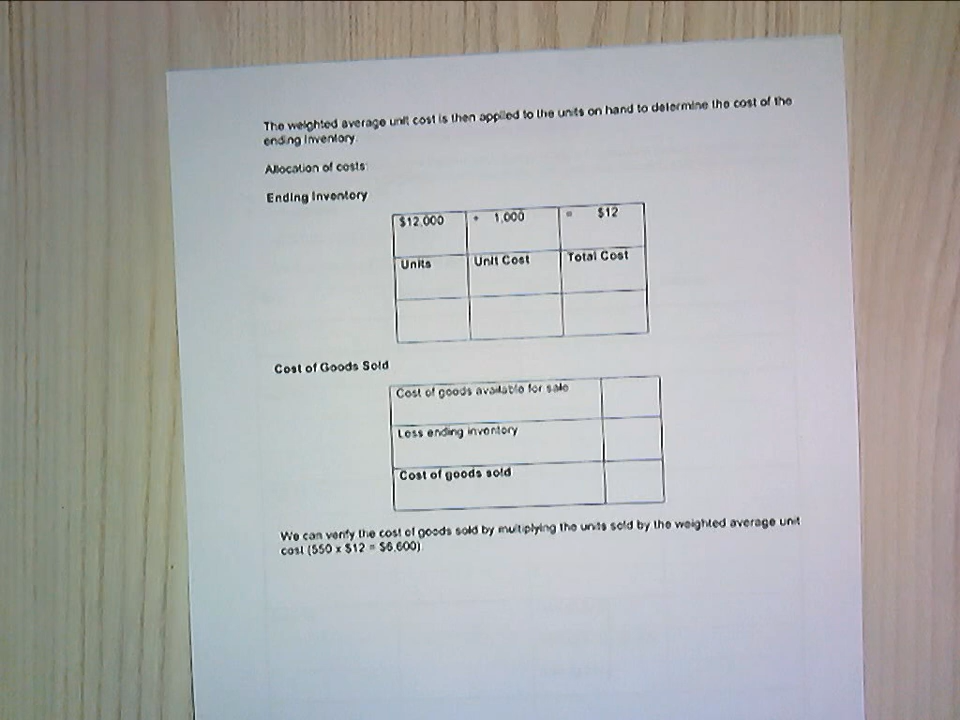 The weighted average unit cost is then applied to the units on hand to determine the cost of the
ending inventory.
Allocation of costs:
Ending Inventory
$12,000 ÷ 1,000 = $12
Units Unit Cost Total Cost
Cost of Goods Sold
Cost of goods available for sale
Less ending inventory
Cost of goods sold
We can verify the cost of goods sold by multiplying the units sold by the weighted average unit
cost (550 x $12 = $6,600)